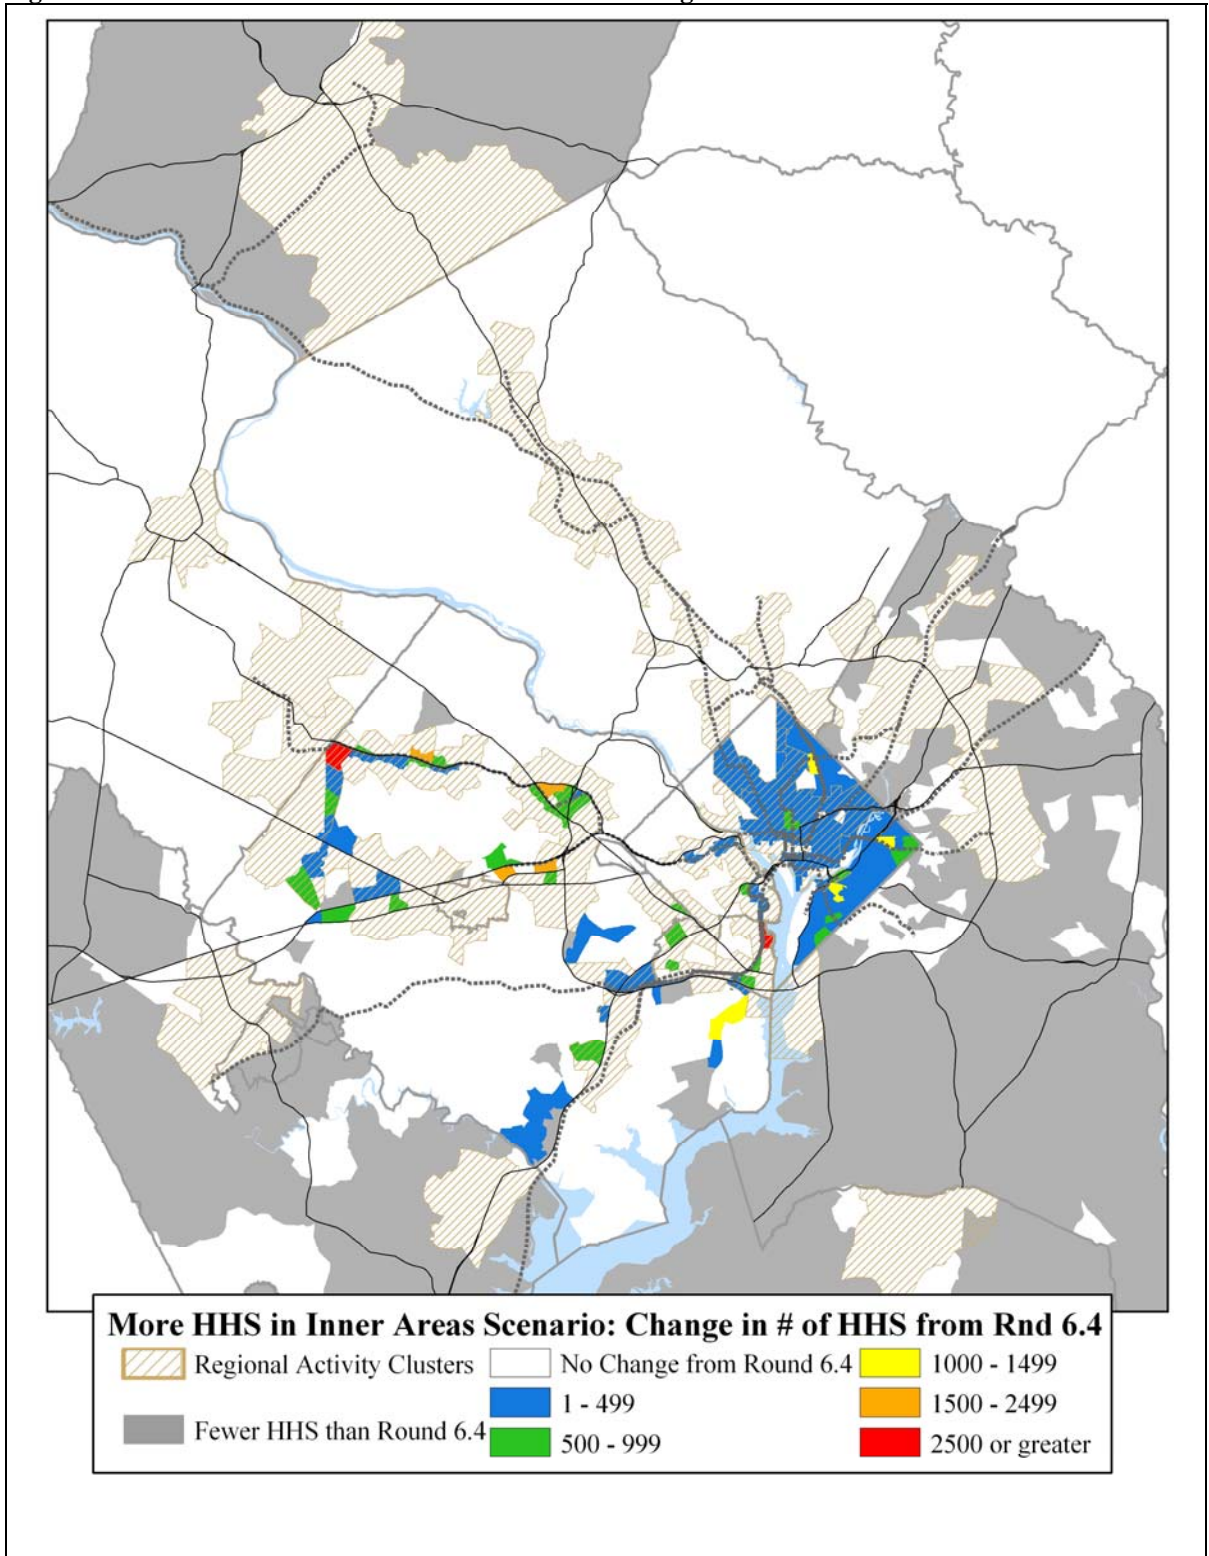 More HHS in Inner Areas Scenario: Change in # of HHS from Rnd 6.4
Regional Activity Clusters
No Change from Round 6.4
1000 - 1499
1 - 499
1500 - 2499
Fewer HHS than Round 6.4
500 - 999
2500 or greater